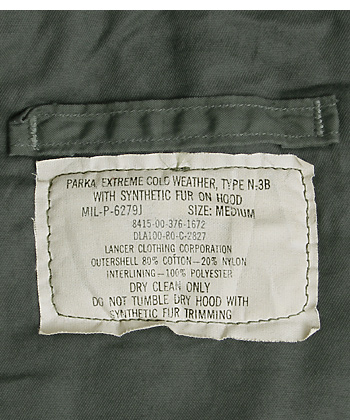 PARKA, EXTREME COLD WEATHER, TYPE N-3B
WITH SYNTHETIC FUR ON HOOD
MIL-P-6279J SIZE: MEDIUM
8415-00-376-1672
DLA100-80-C-2827
LANCER CLOTHING CORPORATION
OUTERSHELL 80% COTTON-20% NYLON
INTERLINING-100% POLYESTER
DRY CLEAN ONLY
DO NOT TUMBLE DRY HOOD WITH
SYNTHETIC FUR TRIMMING